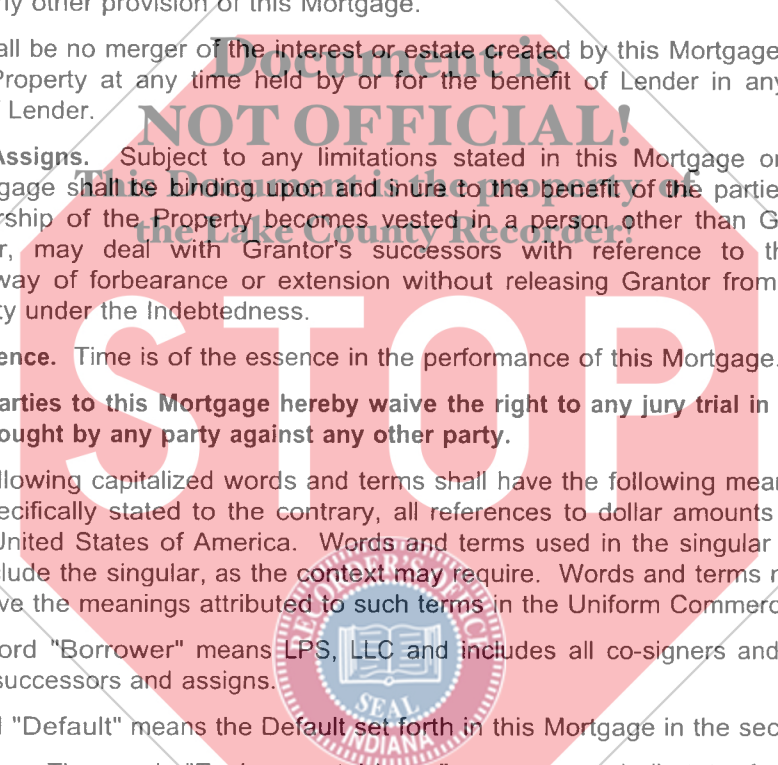 ny other provision of this Mortgage.
all be no merger of the interest or estate created by this Mortgage
Property at any time held by or for the benefit of Lender in any
Lender.
Assigns. Subject to any limitations stated in this Mortgage on
gage shall be binding upon and inure to the benefit of the parties
rship of the Property becomes vested in a person other than G
r, may deal with Grantor's successors with reference to th
way of forbearance or extension without releasing Grantor from
ty under the Indebtedness.
ence. Time is of the essence in the performance of this Mortgage.
arties to this Mortgage hereby waive the right to any jury trial in
ought by any party against any other party.
llowing capitalized words and terms shall have the following mean
ecifically stated to the contrary, all references to dollar amounts
United States of America. Words and terms used in the singular
clude the singular, as the context may require. Words and terms n
ve the meanings attributed to such terms in the Uniform Commerc
ord "Borrower" means LPS, LLC and includes all co-signers and
successors and assigns.
d "Default" means the Default set forth in this Mortgage in the sec
Document is
NOT OFFICIAL!
This Document is the property of
the Lake County Recorder!
STOP
RECORDER'S OFFICE
SEAL
INDIANA